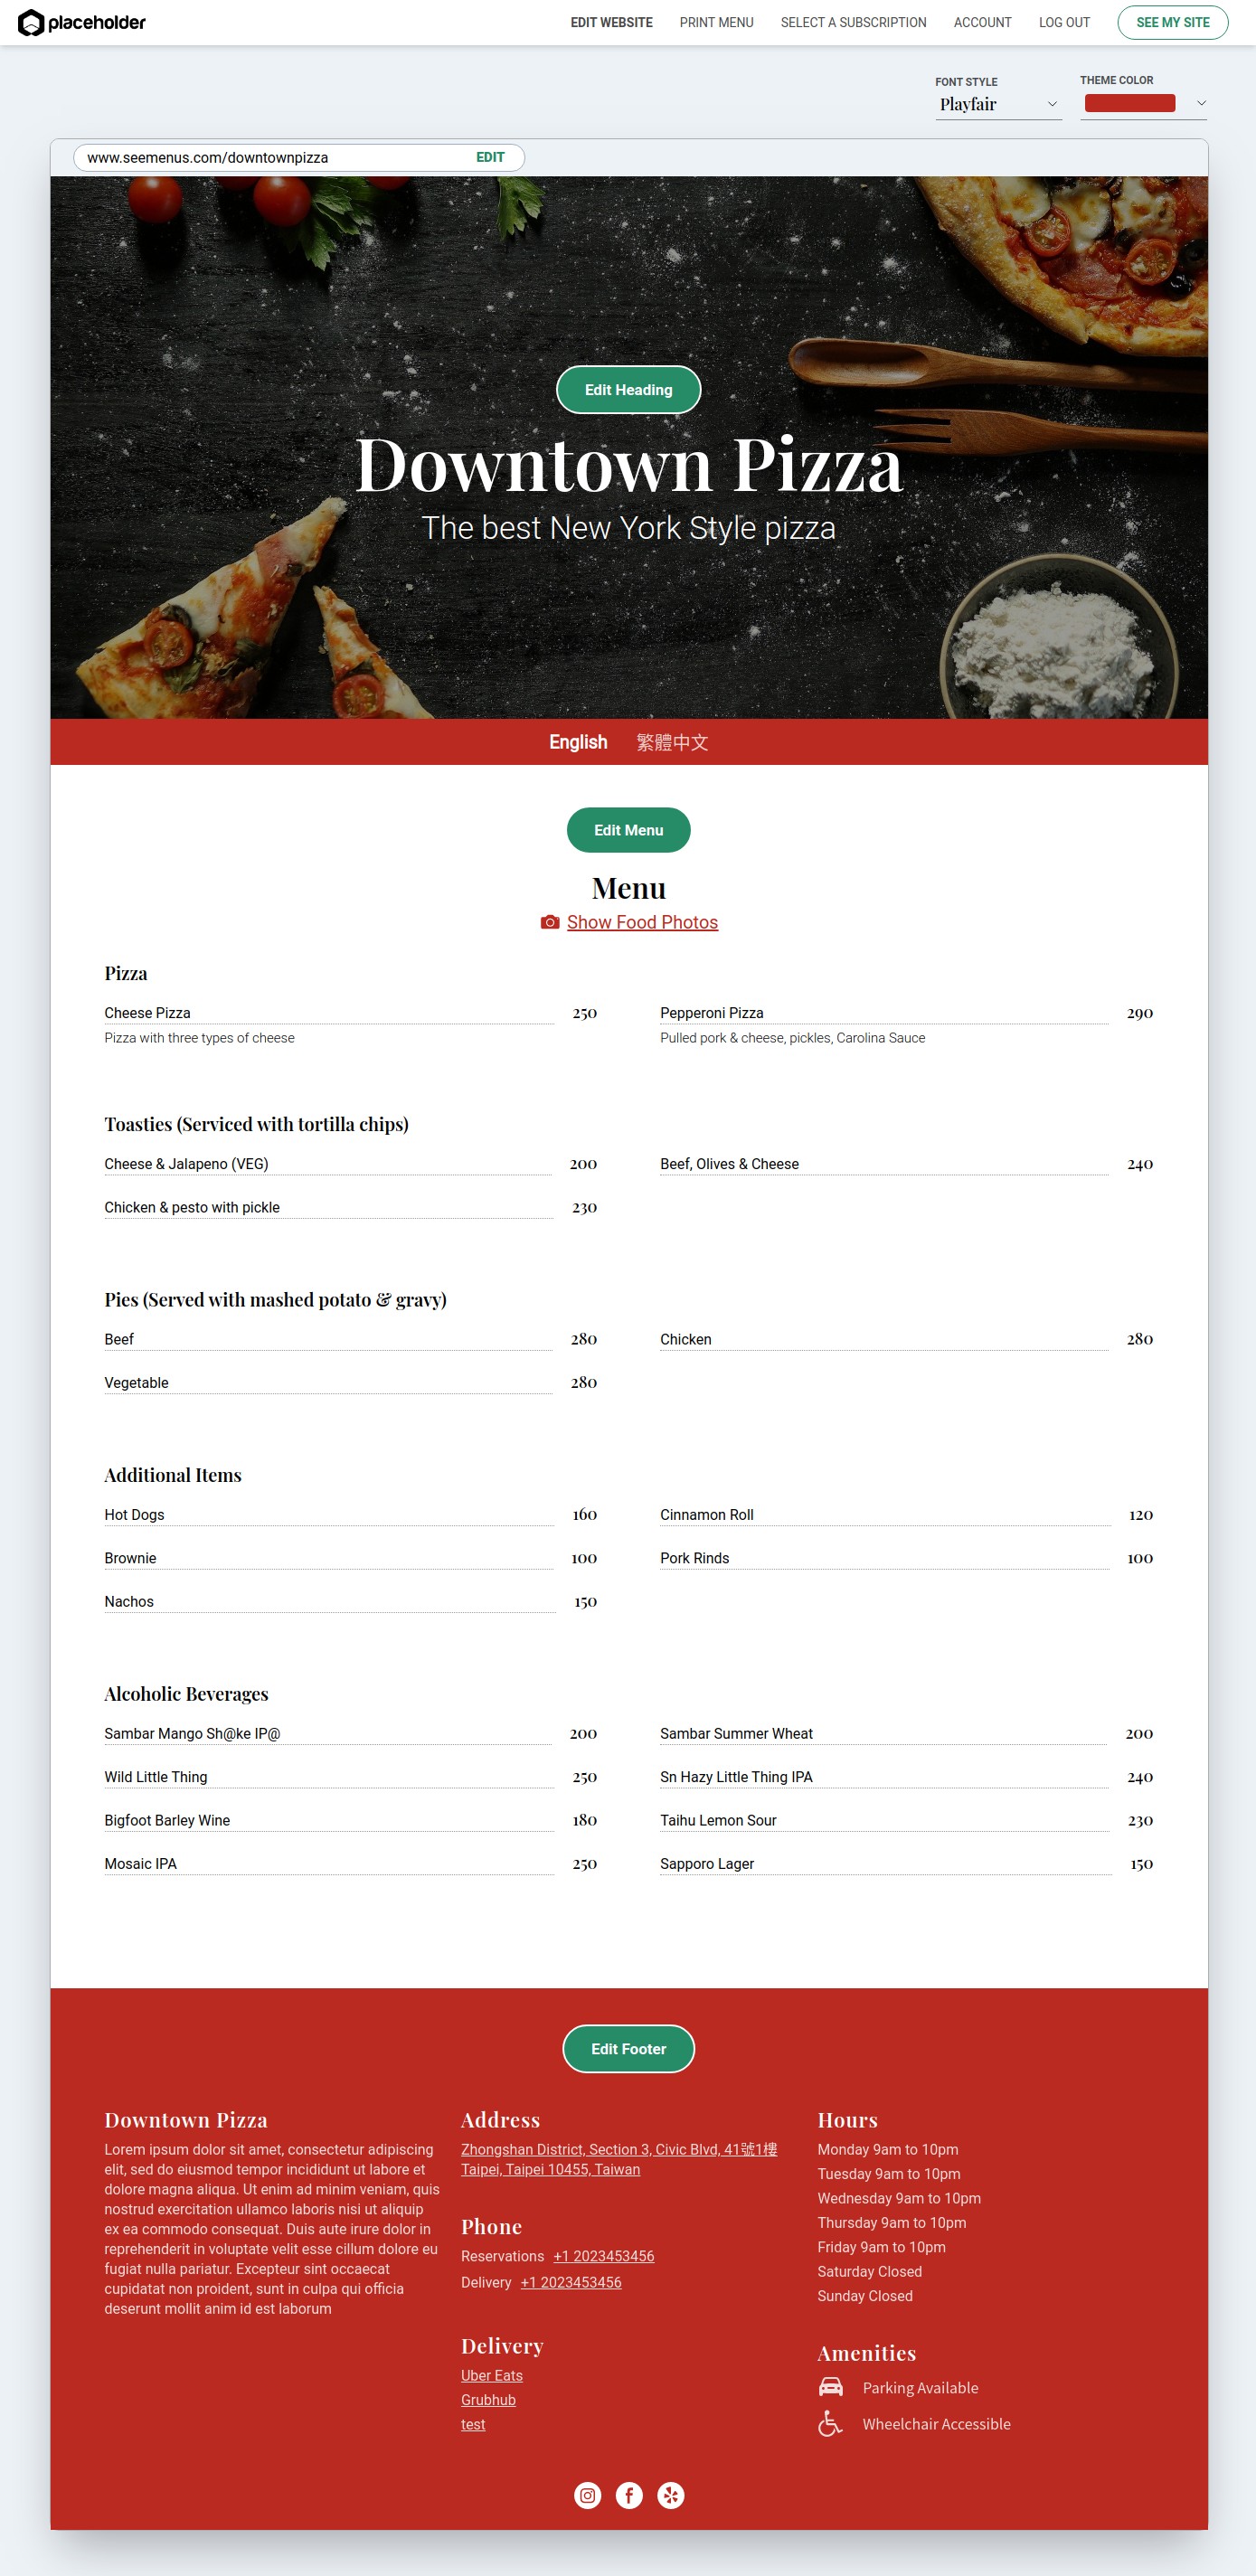 placeholder
EDIT WEBSITE PRINT MENU SELECT A SUBSCRIPTION ACCOUNT LOG OUT SEE MY SITE
FONT STYLE THEME COLOR
Playfair
www.seemenus.com/downtownpizza EDIT
Edit Heading
Downtown Pizza
The best New York Style pizza
English 繁體中文
Edit Menu
Menu
Show Food Photos
Pizza
Cheese Pizza 250 Pepperoni Pizza 290
Pizza with three types of cheese Pulled pork & cheese, pickles, Carolina Sauce
Toasties (Serviced with tortilla chips)
Cheese & Jalapeno (VEG) 200 Beef, Olives & Cheese 240
Chicken & pesto with pickle 230
Pies (Served with mashed potato & gravy)
Beef 280 Chicken 280
Vegetable 280
Additional Items
Hot Dogs 160 Cinnamon Roll 120
Brownie 100 Pork Rinds 100
Nachos 150
Alcoholic Beverages
Sambar Mango Sh@ke IP@ 200 Sambar Summer Wheat 200
Wild Little Thing 250 Sn Hazy Little Thing IPA 240
Bigfoot Barley Wine 180 Taihu Lemon Sour 230
Mosaic IPA 250 Sapporo Lager 150
Edit Footer
Downtown Pizza
Lorem ipsum dolor sit amet, consectetur adipiscing
elit, sed do eiusmod tempor incididunt ut labore et
dolore magna aliqua. Ut enim ad minim veniam, quis
nostrud exercitation ullamco laboris nisi ut aliquip
ex ea commodo consequat. Duis aute irure dolor in
reprehenderit in voluptate velit esse cillum dolore eu
fugiat nulla pariatur. Excepteur sint occaecat
cupidatat non proident, sunt in culpa qui officia
deserunt mollit anim id est laborum
Address
Zhongshan District, Section 3, Civic Blvd, 41號1樓
Taipei, Taipei 10455, Taiwan
Phone
Reservations +1 2023453456
Delivery +1 2023453456
Delivery
Uber Eats
Grubhub
test
Hours
Monday 9am to 10pm
Tuesday 9am to 10pm
Wednesday 9am to 10pm
Thursday 9am to 10pm
Friday 9am to 10pm
Saturday Closed
Sunday Closed
Amenities
Parking Available
Wheelchair Accessible